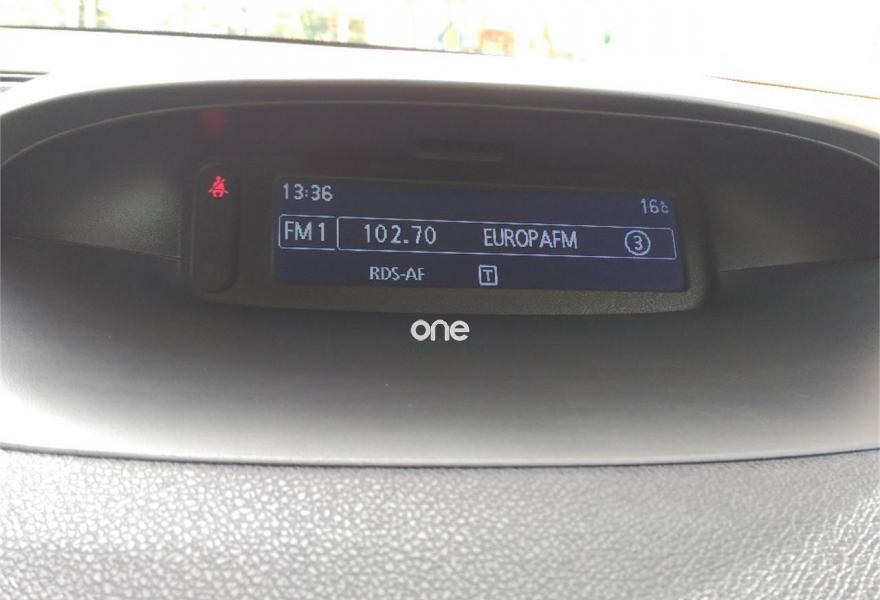 13:36
16°C
FM1 102.70 EUROPAFM 3
RDS-AF T
one